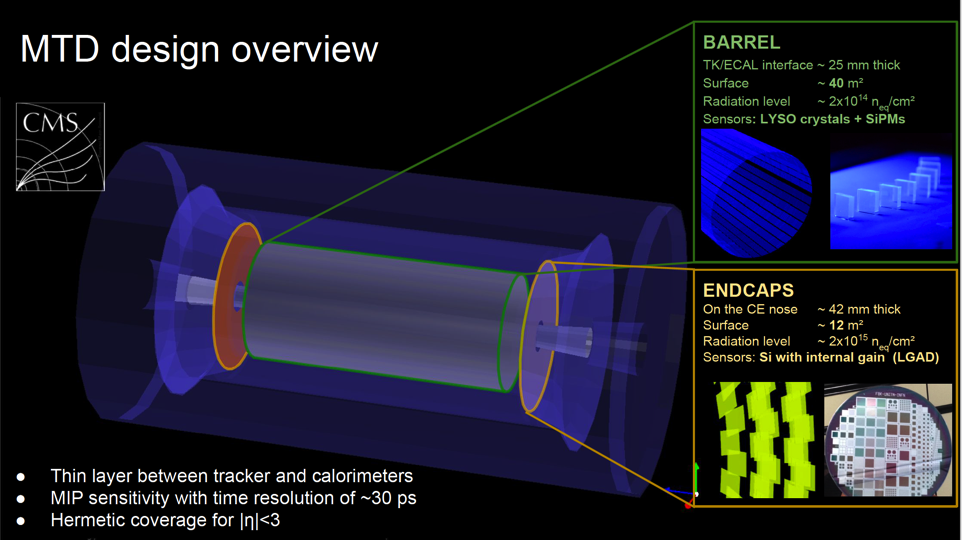 MTD design overview
CMS
BARREL
TK/ECAL interface ~ 25 mm thick
Surface ~ 40 m²
Radiation level ~ 2x10¹⁴ n_eq/cm²
Sensors: LYSO crystals + SiPMs
ENDCAPS
On the CE nose ~ 42 mm thick
Surface ~ 12 m²
Radiation level ~ 2x10¹⁵ n_eq/cm²
Sensors: Si with internal gain (LGAD)
● Thin layer between tracker and calorimeters
● MIP sensitivity with time resolution of ~30 ps
● Hermetic coverage for |η|<3